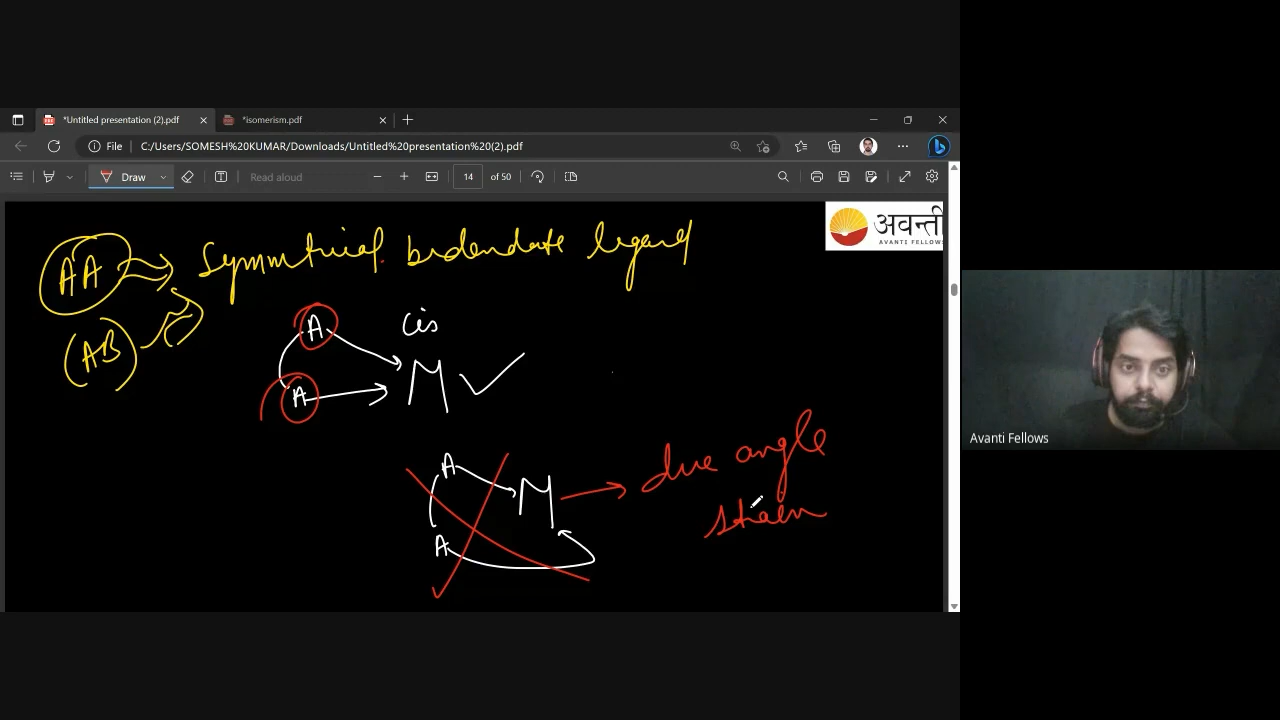 *Untitled presentation (2).pdf
*isomerism.pdf
File
C:/Users/SOMESH%20KUMAR/Downloads/Untitled%20presentation%20(2).pdf
Draw
Read aloud
14 of 50
अवन्ती
AVANTI FELLOWS
AA Symmtrical bidendate ligand
(AB)
A cis
A M
A M due angle
A strain
Avanti Fellows